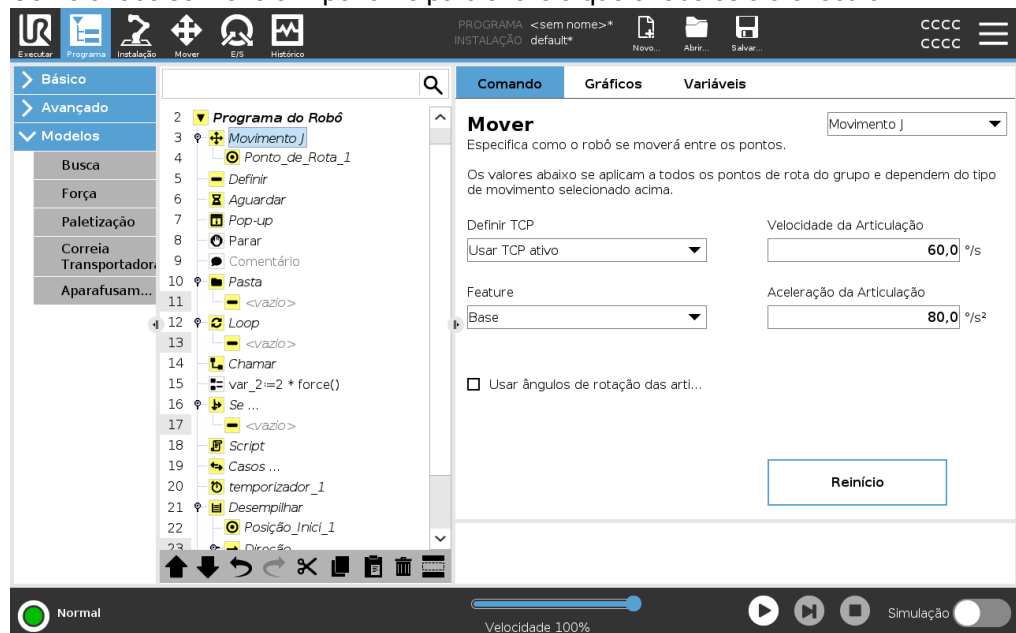 PROGRAMA <sem nome>*
INSTALAÇÃO default*
Executar
Programa
Instalação
Mover
E/S
Histórico
Novo...
Abrir...
Salvar...
CCCC
CCCC
Básico
Avançado
Modelos
Busca
Força
Paletização
Correia
Transportador
Aparafusam...
2 Programa do Robô
3 Movimento J
4 Ponto_de_Rota_1
5 Definir
6 Aguardar
7 Pop-up
8 Parar
9 Comentário
10 Pasta
11 <vazio>
12 Loop
13 <vazio>
14 Chamar
15 var_2:=2 * force()
16 Se ...
17 <vazio>
18 Script
19 Casos ...
20 temporizador_1
21 Desempilhar
22 Posição_Inici_1
23 Direção
Comando Gráficos Variáveis
Mover
Movimento J
Especifica como o robô se moverá entre os pontos.
Os valores abaixo se aplicam a todos os pontos de rota do grupo e dependem do tipo
de movimento selecionado acima.
Definir TCP
Velocidade da Articulação
Usar TCP ativo
60,0 °/s
Feature
Aceleração da Articulação
Base
80,0 °/s²
Usar ângulos de rotação das arti...
Reinício
Normal
Velocidade 100%
Simulação